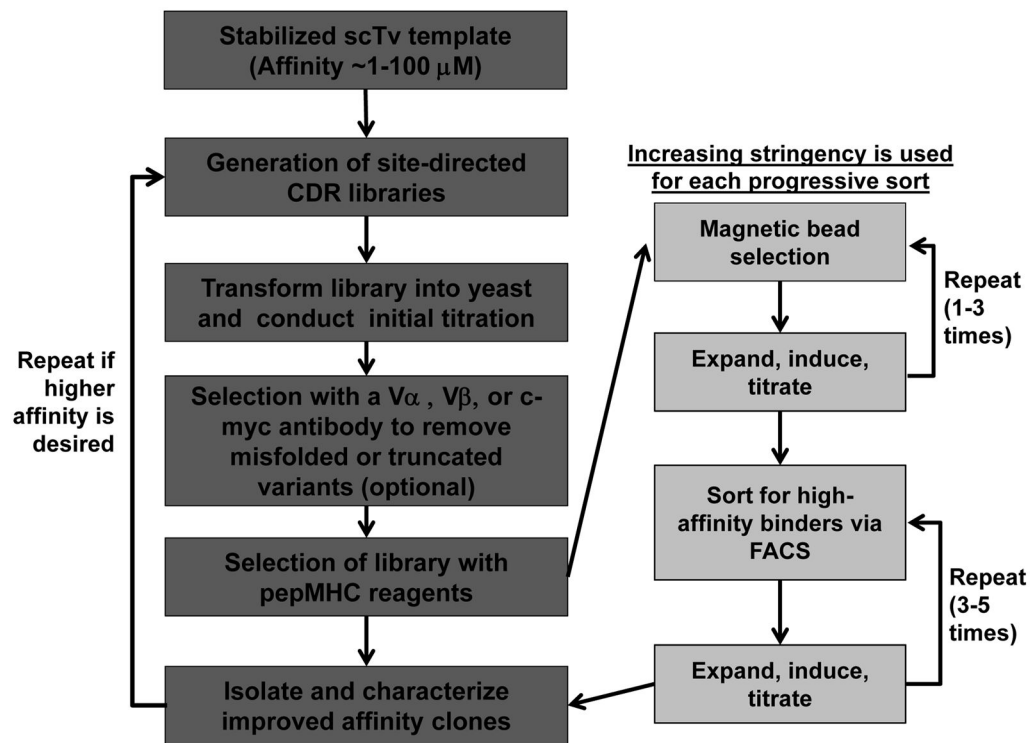 Stabilized scTv template
(Affinity ~1-100 μM)
Generation of site-directed
CDR libraries
Transform library into yeast
and conduct initial titration
Selection with a Vα , Vβ, or c-
myc antibody to remove
misfolded or truncated
variants (optional)
Selection of library with
pepMHC reagents
Isolate and characterize
improved affinity clones
Repeat if
higher
affinity is
desired
Increasing stringency is used
for each progressive sort
Magnetic bead
selection
Expand, induce,
titrate
Repeat
(1-3
times)
Sort for high-
affinity binders via
FACS
Expand, induce,
titrate
Repeat
(3-5
times)